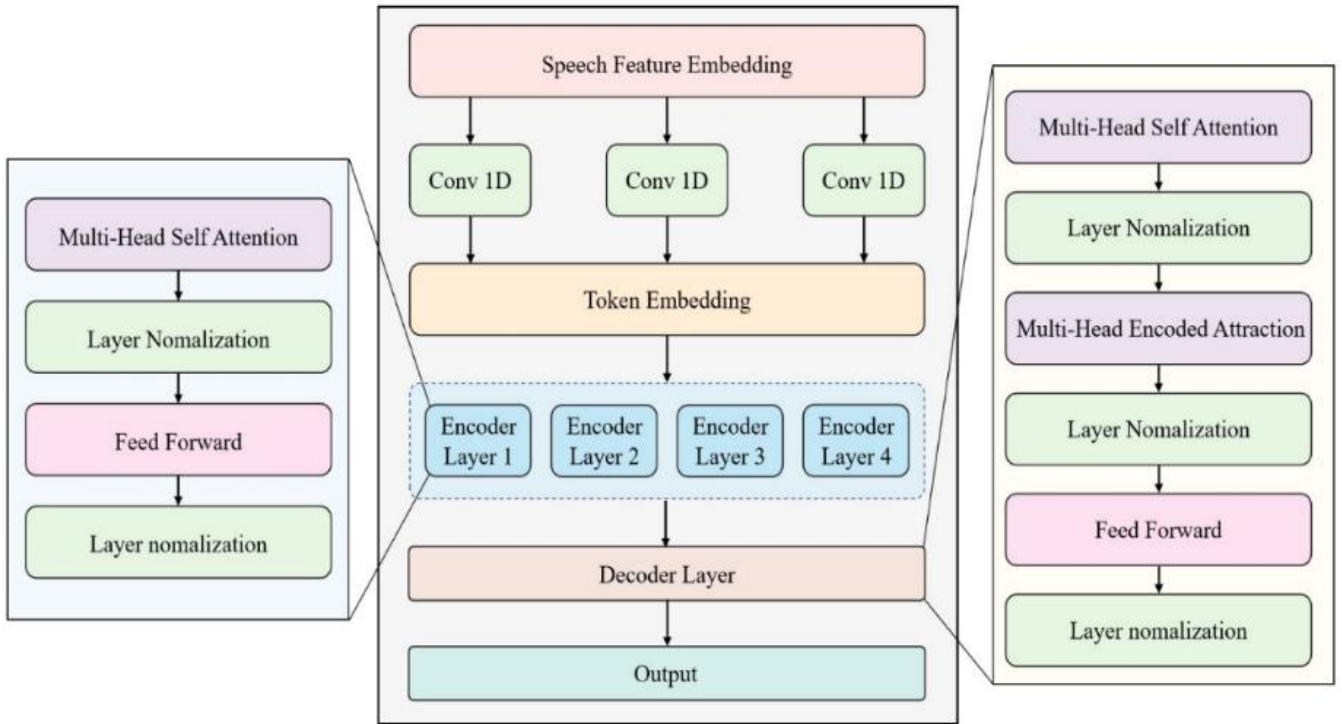 Speech Feature Embedding
Conv 1D
Conv 1D
Conv 1D
Token Embedding
Encoder
Layer 1
Encoder
Layer 2
Encoder
Layer 3
Encoder
Layer 4
Decoder Layer
Output
Multi-Head Self Attention
Layer Nomalization
Feed Forward
Layer nomalization
Multi-Head Self Attention
Layer Nomalization
Multi-Head Encoded Attraction
Layer Nomalization
Feed Forward
Layer nomalization